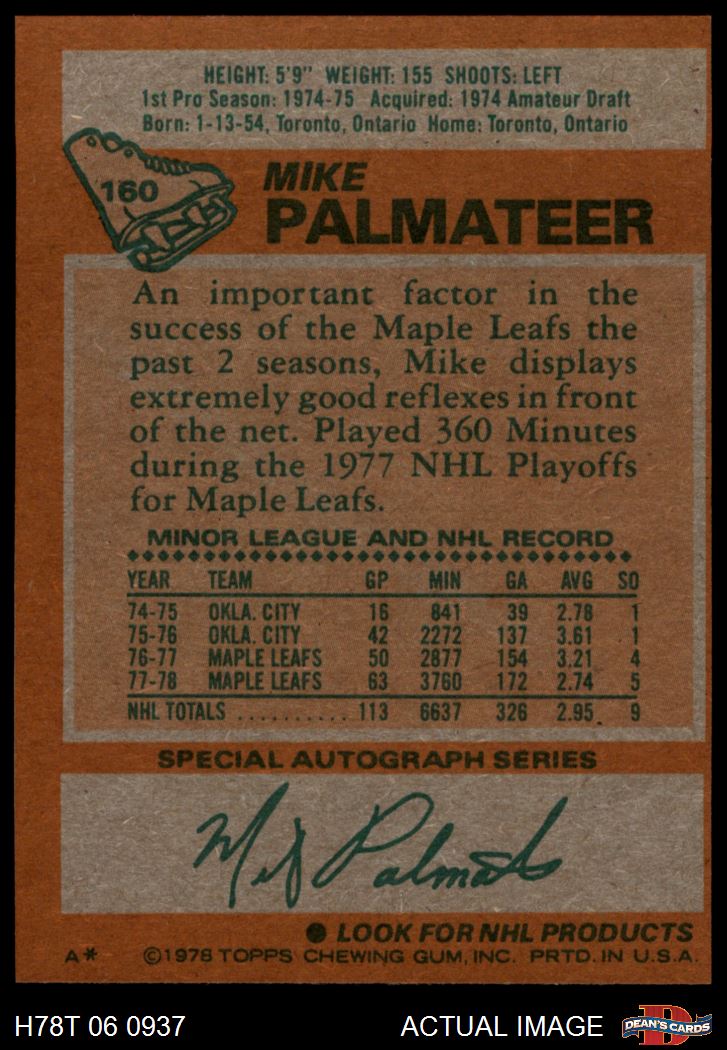 HEIGHT: 5'9" WEIGHT: 155 SHOOTS: LEFT
1st Pro Season: 1974-75 Acquired: 1974 Amateur Draft
Born: 1-13-54, Toronto, Ontario Home: Toronto, Ontario
160
MIKE
PALMATEER
An important factor in the
success of the Maple Leafs the
past 2 seasons, Mike displays
extremely good reflexes in front
of the net. Played 360 Minutes
during the 1977 NHL Playoffs
for Maple Leafs.
MINOR LEAGUE AND NHL RECORD
YEAR TEAM GP MIN GA AVG SO
74-75 OKLA. CITY 16 841 39 2.78 1
75-76 OKLA. CITY 42 2272 137 3.61 1
76-77 MAPLE LEAFS 50 2877 154 3.21 4
77-78 MAPLE LEAFS 63 3760 172 2.74 5
NHL TOTALS .......... 113 6637 326 2.95 9
SPECIAL AUTOGRAPH SERIES
Mike Palmateer
● LOOK FOR NHL PRODUCTS
A* ©1978 TOPPS CHEWING GUM, INC. PRTD. IN U.S.A.
H78T 06 0937 ACTUAL IMAGE DEAN'S CARDS